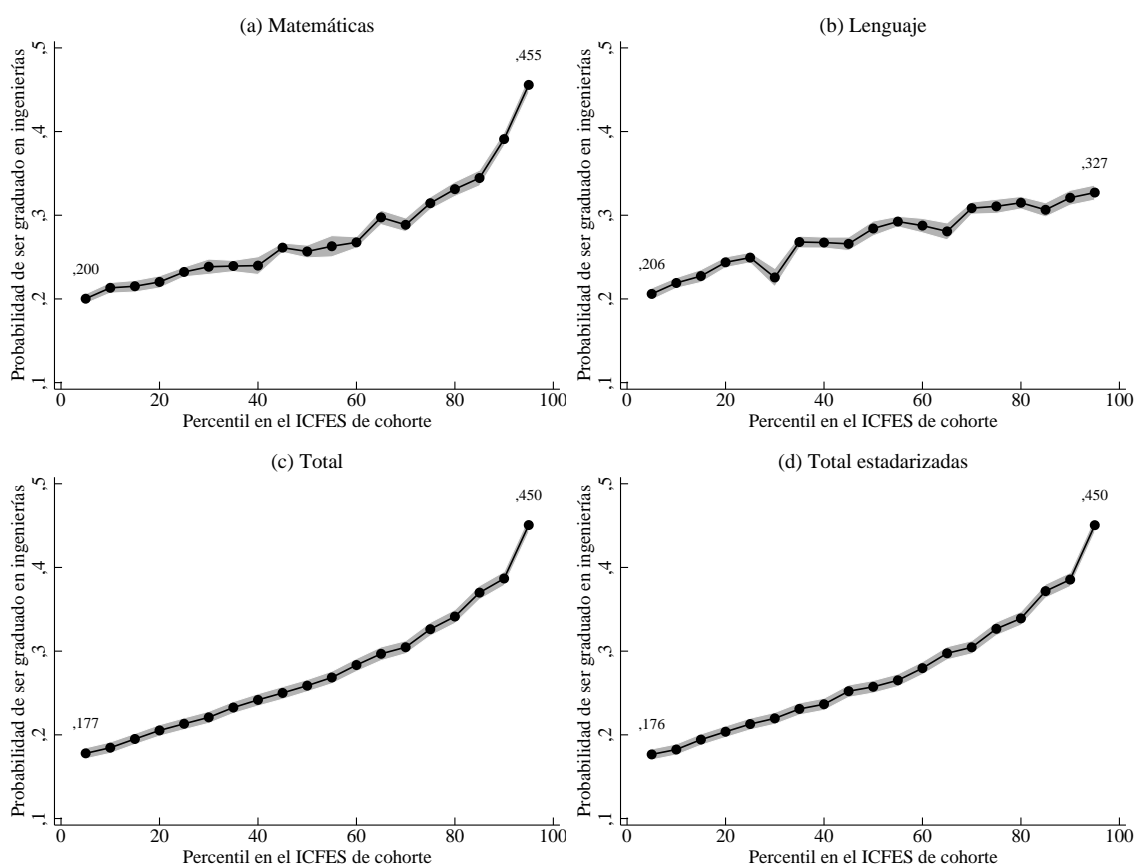 (a) Matemáticas
Probabilidad de ser graduado en ingenierías
,1 ,2 ,3 ,4 ,5
,200
,455
0 20 40 60 80 100
Percentil en el ICFES de cohorte
(b) Lenguaje
Probabilidad de ser graduado en ingenierías
,1 ,2 ,3 ,4 ,5
,206
,327
0 20 40 60 80 100
Percentil en el ICFES de cohorte
(c) Total
Probabilidad de ser graduado en ingenierías
,1 ,2 ,3 ,4 ,5
,177
,450
0 20 40 60 80 100
Percentil en el ICFES de cohorte
(d) Total estadarizadas
Probabilidad de ser graduado en ingenierías
,1 ,2 ,3 ,4 ,5
,176
,450
0 20 40 60 80 100
Percentil en el ICFES de cohorte